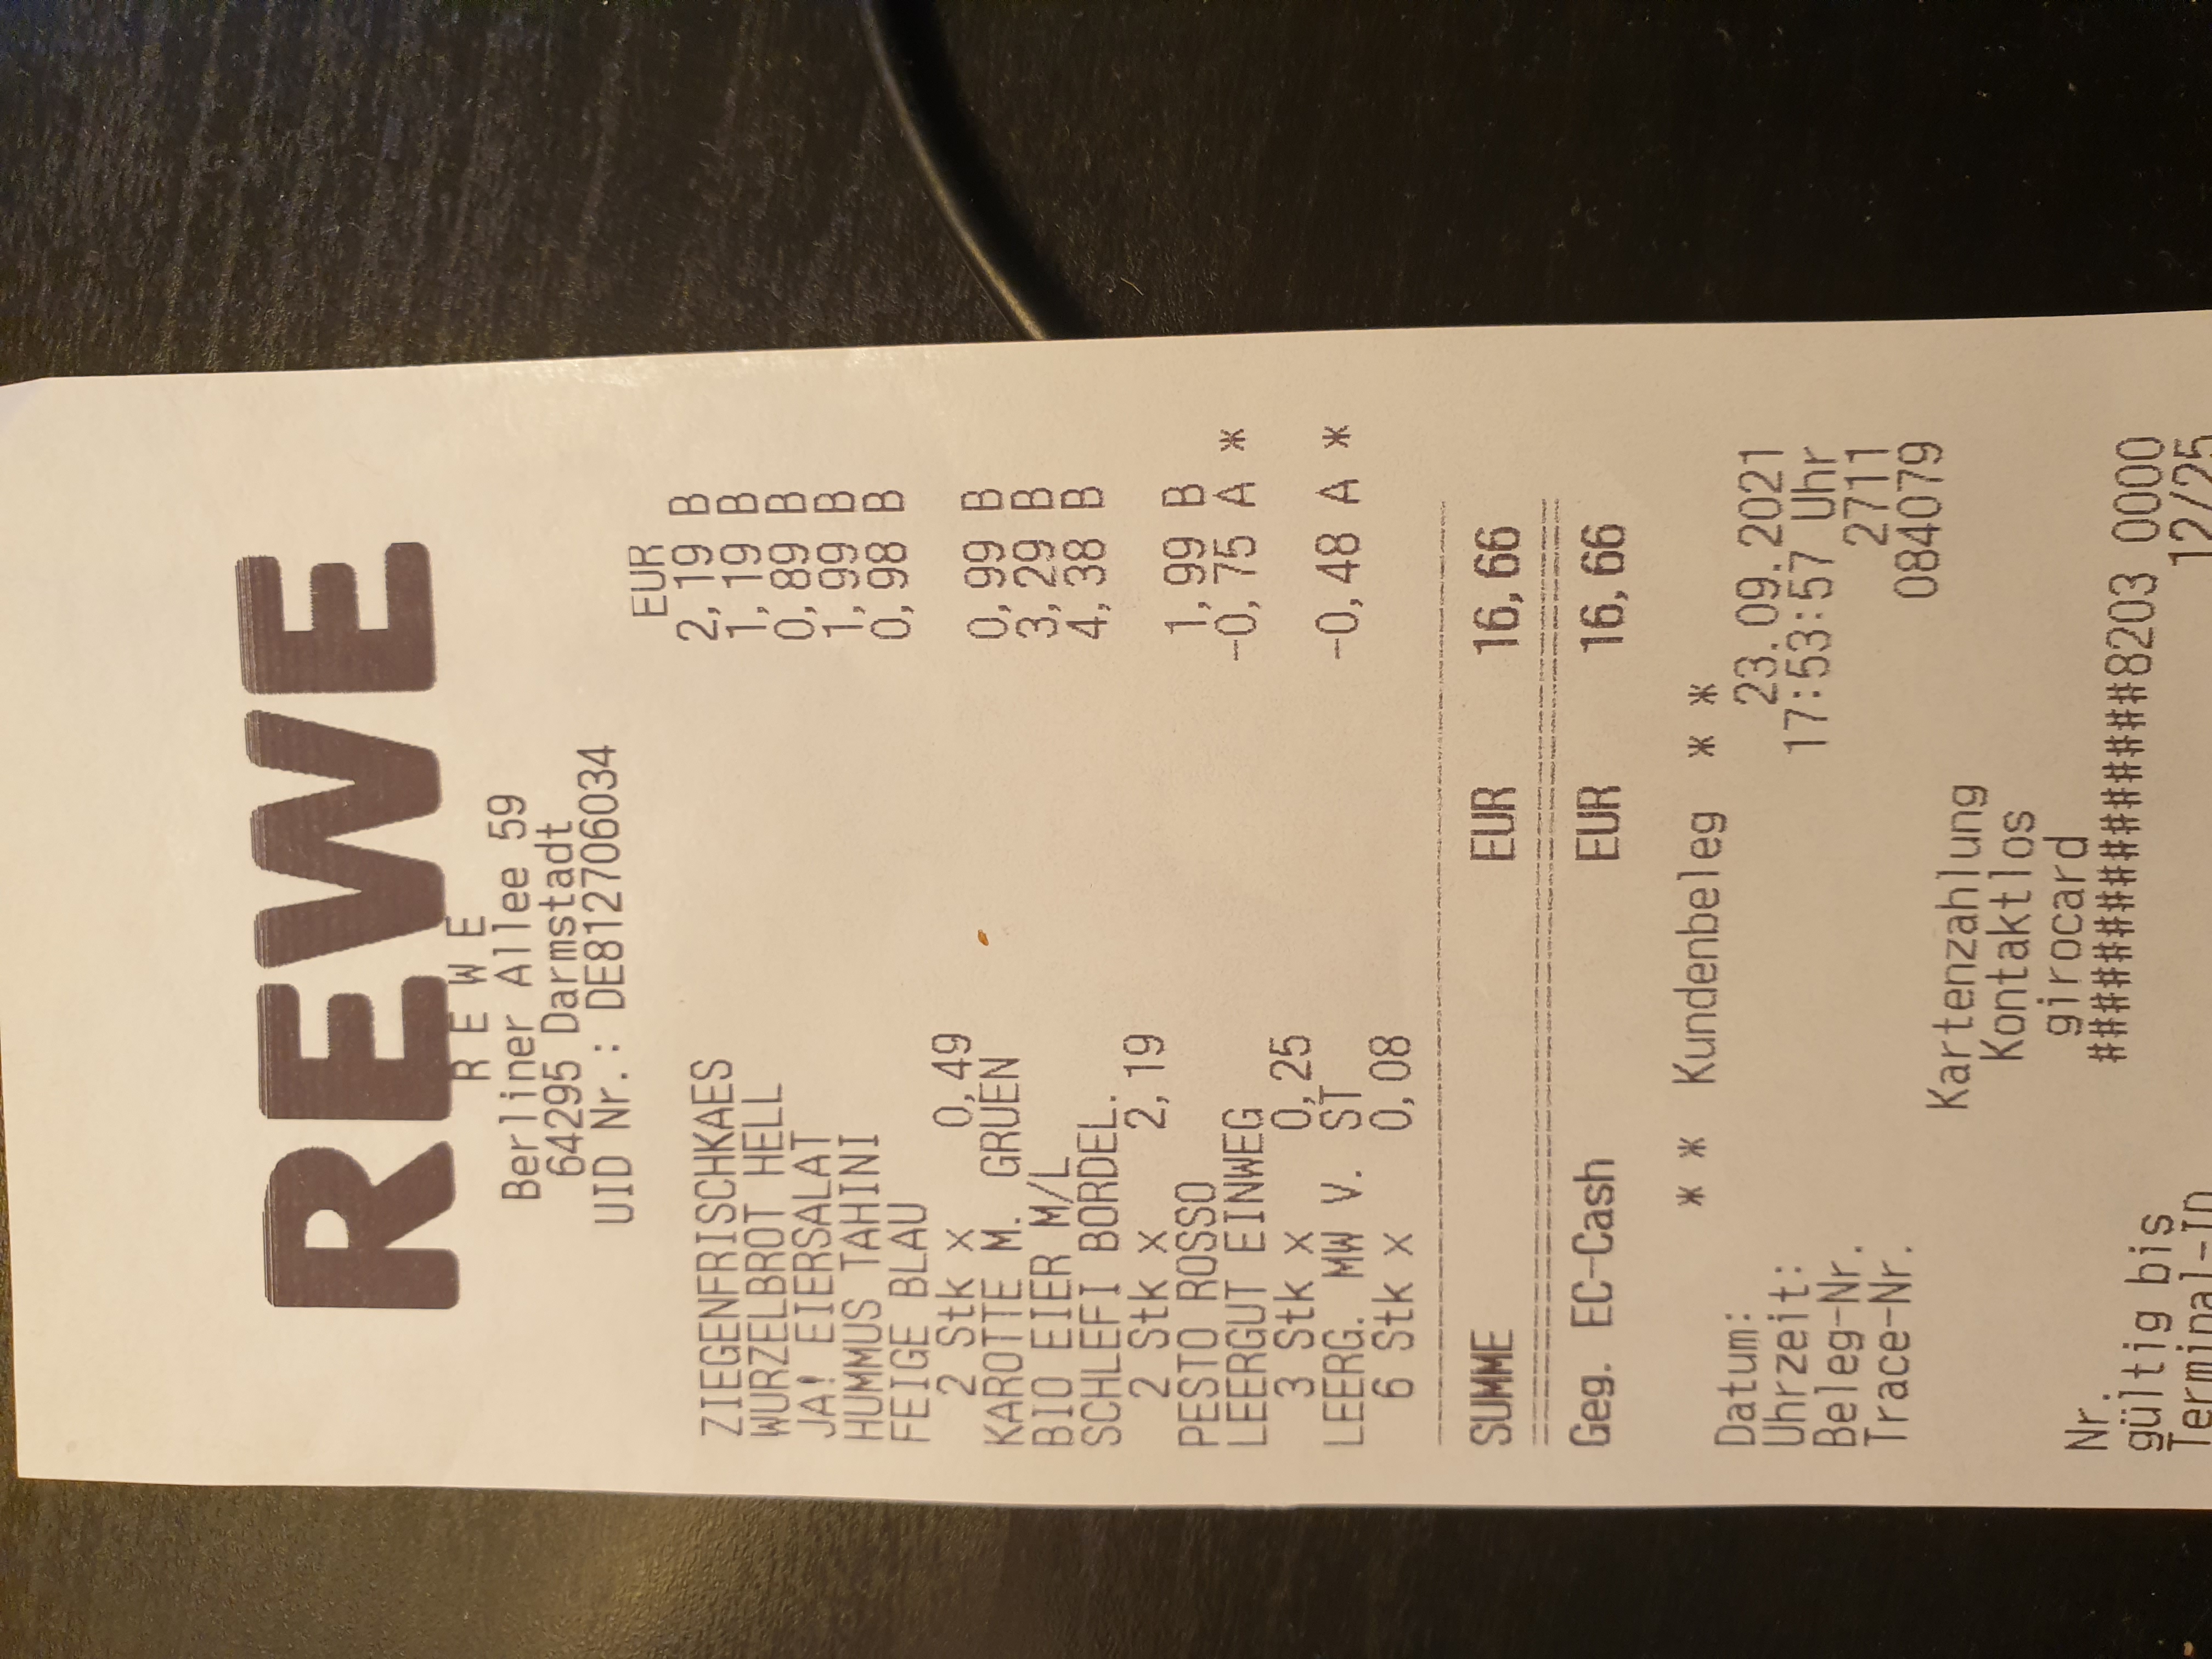 REWE
R E W E
Berliner Allee 59
64295 Darmstadt
UID Nr.: DE812706034
EUR
ZIEGENFRISCHKAES 2,19 B
WURZELBROT HELL 1,19 B
JA! EIERSALAT 0,89 B
HUMMUS TAHINI 1,99 B
FEIGE BLAU 0,98 B
2 Stk x 0,49
KAROTTE M. GRUEN 0,99 B
BIO EIER M/L 3,29 B
SCHLEFI BORDEL. 4,38 B
2 Stk x 2,19
PESTO ROSSO 1,99 B
LEERGUT EINWEG -0,75 A *
3 Stk x 0,25
LEERG. MW V. ST -0,48 A *
6 Stk x 0,08
SUMME EUR 16,66
Geg. EC-Cash EUR 16,66
* * Kundenbeleg * *
Datum: 23.09.2021
Uhrzeit: 17:53:57 Uhr
Beleg-Nr. 2711
Trace-Nr. 084079
Kartenzahlung
Kontaktlos
girocard
Nr. ###############8203 0000
gültig bis 12/25
Terminal-ID